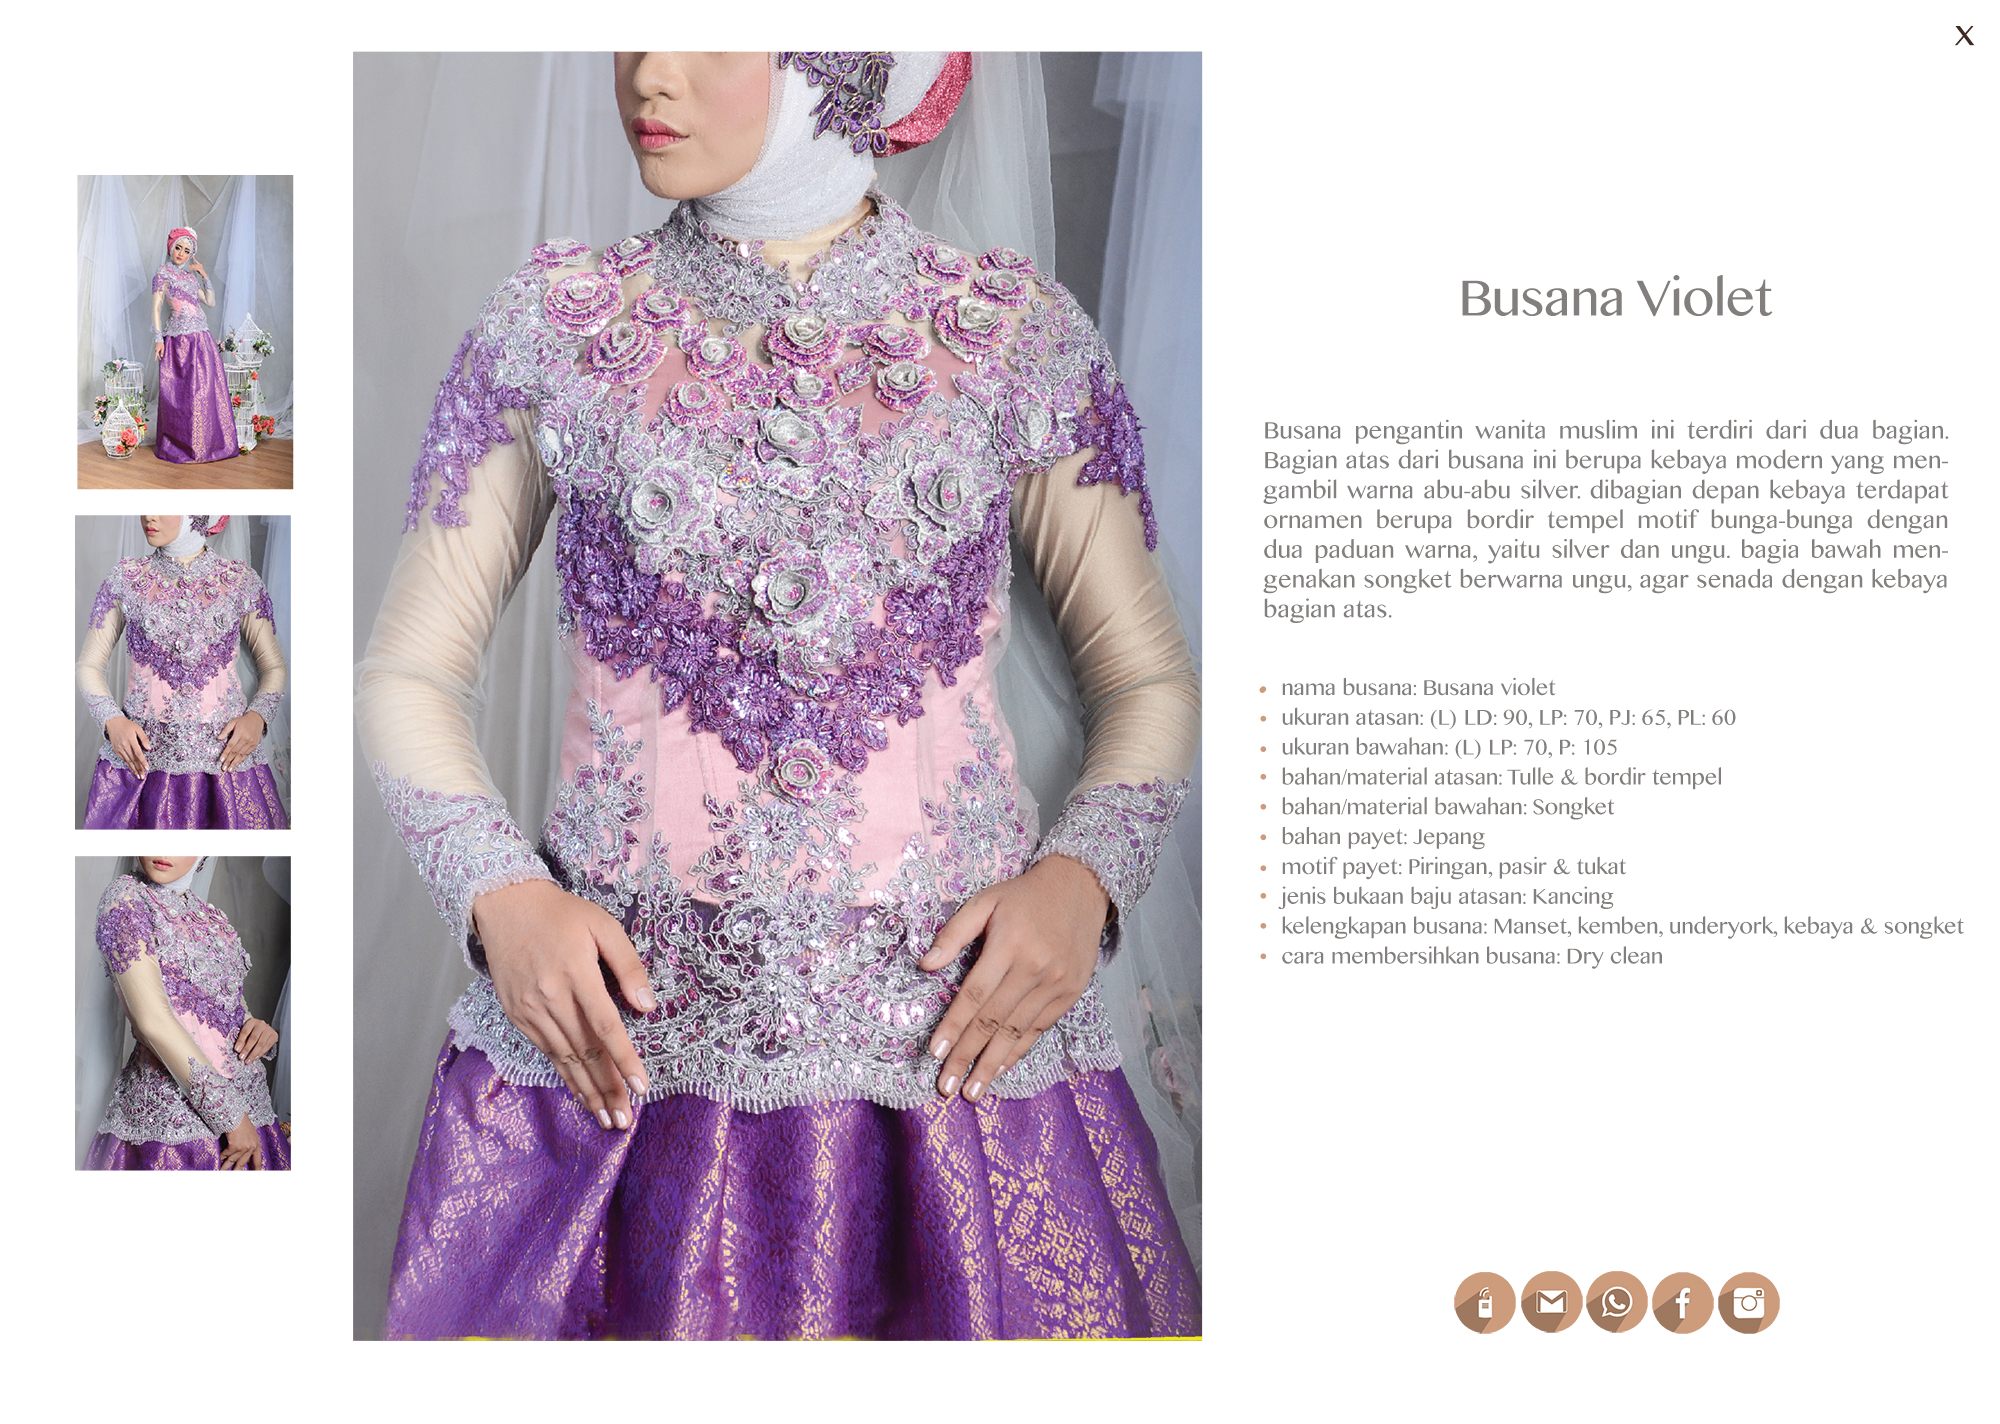 X
Busana Violet
Busana pengantin wanita muslim ini terdiri dari dua bagian.
Bagian atas dari busana ini berupa kebaya modern yang men-
gambil warna abu-abu silver. dibagian depan kebaya terdapat
ornamen berupa bordir tempel motif bunga-bunga dengan
dua paduan warna, yaitu silver dan ungu. bagia bawah men-
genakan songket berwarna ungu, agar senada dengan kebaya
bagian atas.
• nama busana: Busana violet
• ukuran atasan: (L) LD: 90, LP: 70, PJ: 65, PL: 60
• ukuran bawahan: (L) LP: 70, P: 105
• bahan/material atasan: Tulle & bordir tempel
• bahan/material bawahan: Songket
• bahan payet: Jepang
• motif payet: Piringan, pasir & tukat
• jenis bukaan baju atasan: Kancing
• kelengkapan busana: Manset, kemben, underyork, kebaya & songket
• cara membersihkan busana: Dry clean